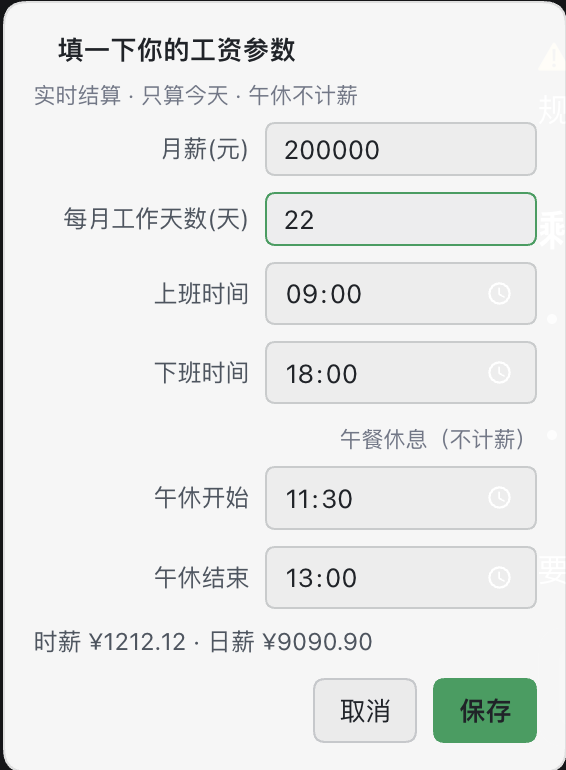 填一下你的工资参数
实时结算 · 只算今天 · 午休不计薪
规
月薪(元) 200000
每月工作天数(天) 22
乘
上班时间 09:00
下班时间 18:00
午餐休息（不计薪）
午休开始 11:30
午休结束 13:00
要
时薪 ¥1212.12 · 日薪 ¥9090.90
取消 保存